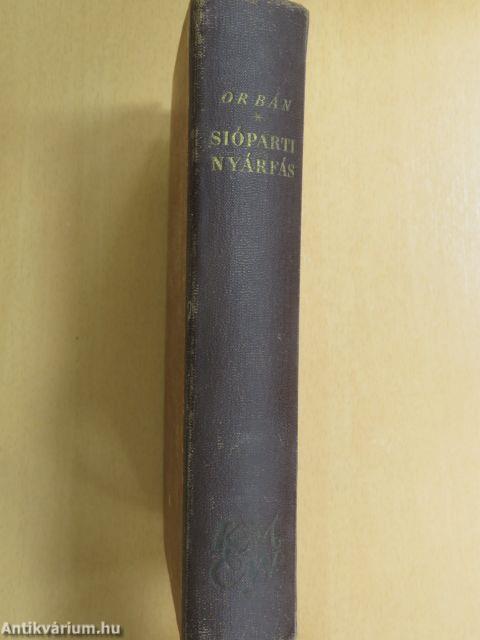 ORBÁN
*
SIÓPARTI
NYÁRFÁS
Antikvárium.hu